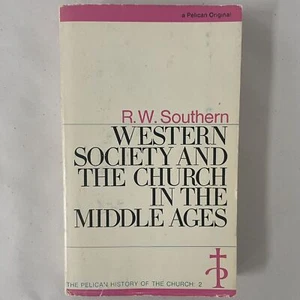 a Pelican Original
R.W. Southern
WESTERN
SOCIETY AND
THE CHURCH
IN THE
MIDDLE AGES
THE PELICAN HISTORY OF THE CHURCH: 2